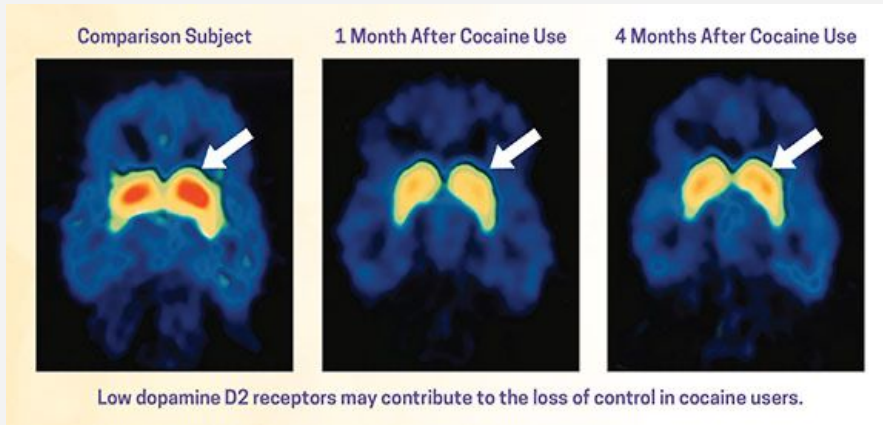 Comparison Subject
1 Month After Cocaine Use
4 Months After Cocaine Use
Low dopamine D2 receptors may contribute to the loss of control in cocaine users.